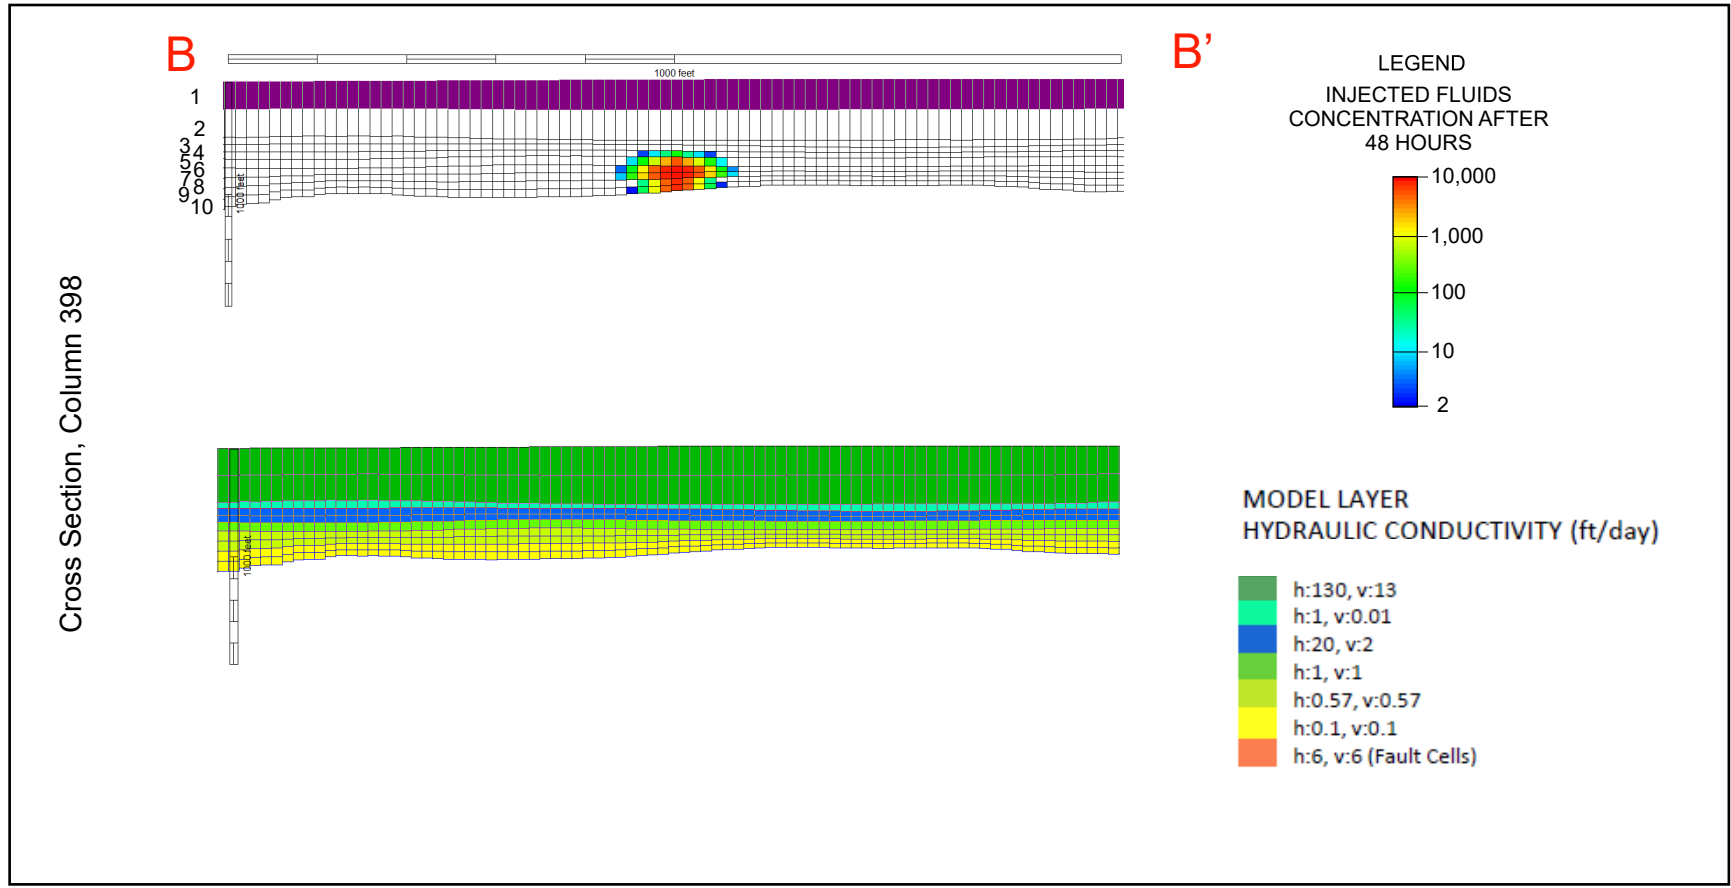 B
B’
1000 feet
1
2
3
4
5
6
7
8
9
10
1000 feet
LEGEND
INJECTED FLUIDS
CONCENTRATION AFTER
48 HOURS
10,000
1,000
100
10
2
Cross Section, Column 398
1000 feet
MODEL LAYER
HYDRAULIC CONDUCTIVITY (ft/day)
h:130, v:13
h:1, v:0.01
h:20, v:2
h:1, v:1
h:0.57, v:0.57
h:0.1, v:0.1
h:6, v:6 (Fault Cells)